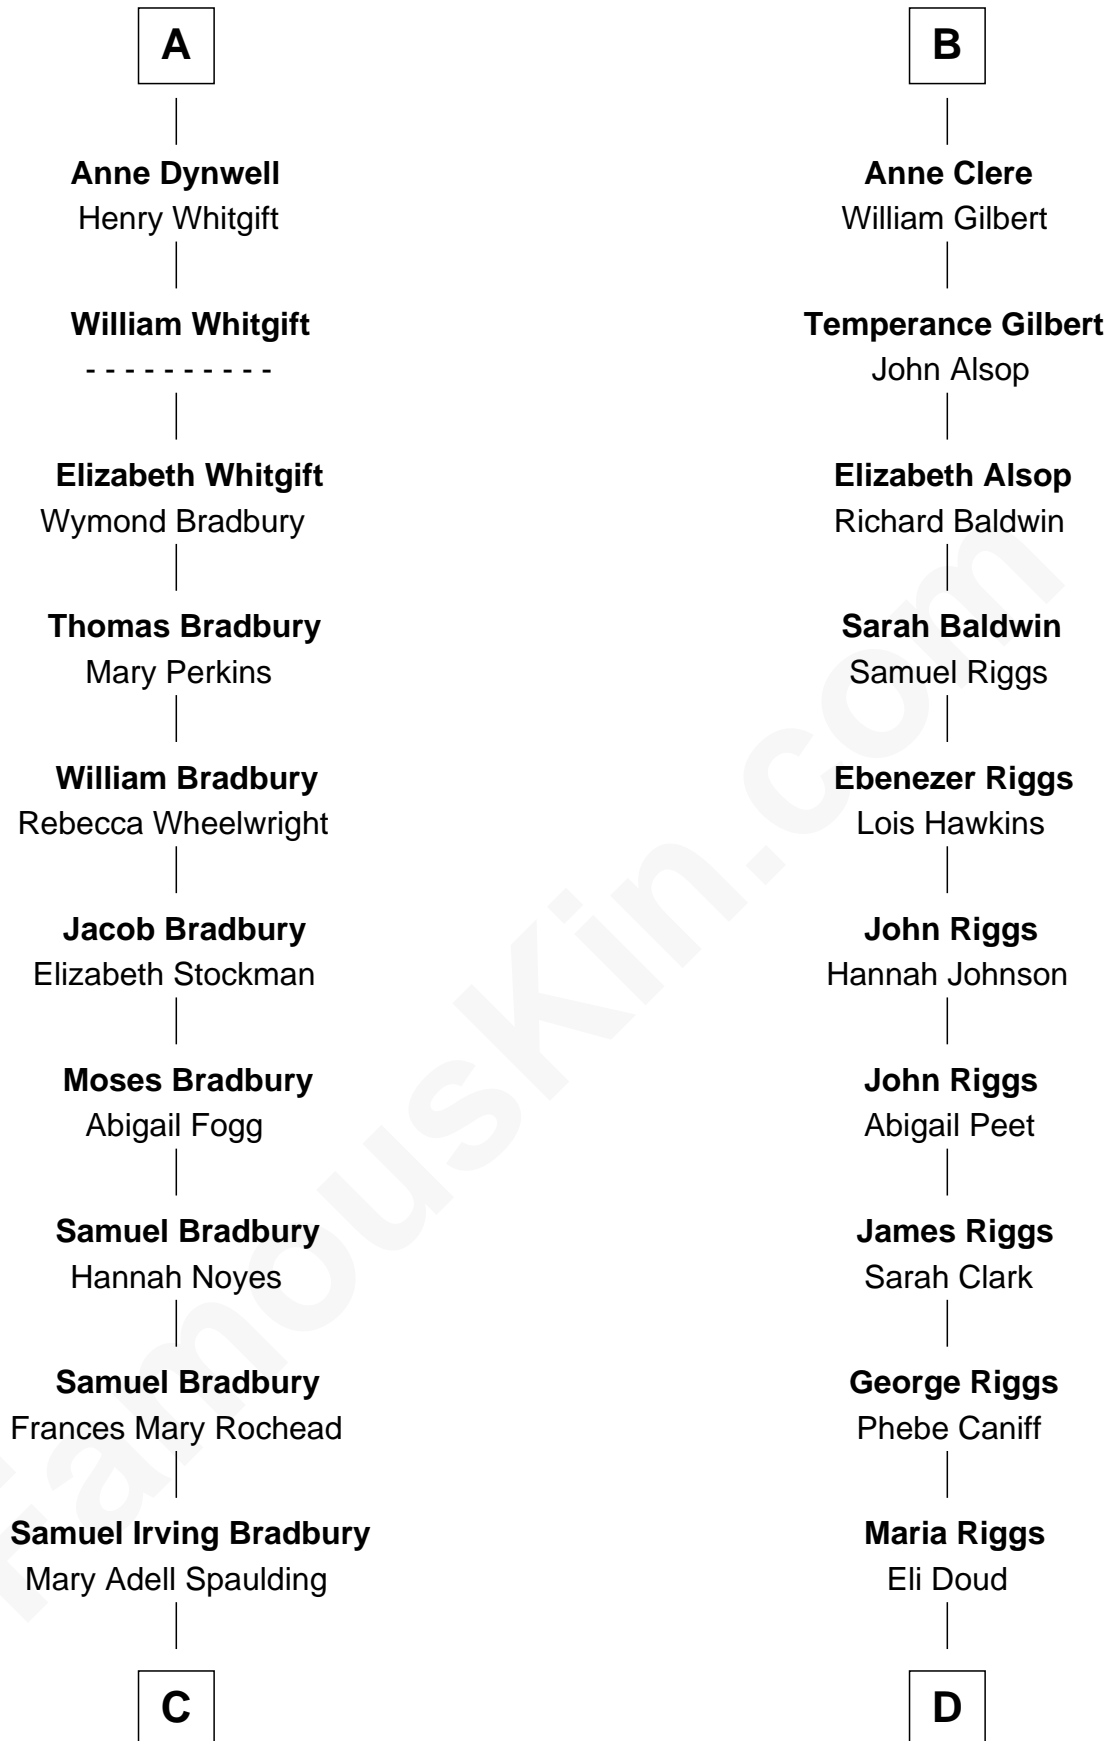 A
Anne Dynwell
Henry Whitgift
William Whitgift
- - - - - - - - - -
Elizabeth Whitgift
Wymond Bradbury
Thomas Bradbury
Mary Perkins
William Bradbury
Rebecca Wheelwright
Jacob Bradbury
Elizabeth Stockman
Moses Bradbury
Abigail Fogg
Samuel Bradbury
Hannah Noyes
Samuel Bradbury
Frances Mary Rochead
Samuel Irving Bradbury
Mary Adell Spaulding
C
B
Anne Clere
William Gilbert
Temperance Gilbert
John Alsop
Elizabeth Alsop
Richard Baldwin
Sarah Baldwin
Samuel Riggs
Ebenezer Riggs
Lois Hawkins
John Riggs
Hannah Johnson
John Riggs
Abigail Peet
James Riggs
Sarah Clark
George Riggs
Phebe Caniff
Maria Riggs
Eli Doud
D
FamousKin.com